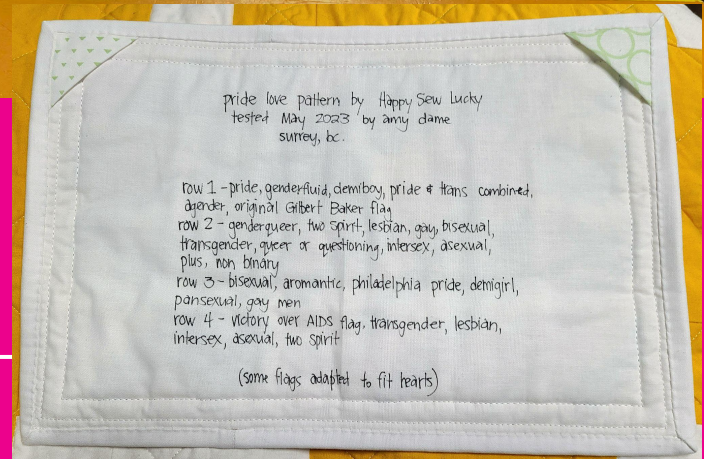 pride love pattern by Happy Sew Lucky
tested May 2023 by amy dame
surrey, bc.
row 1 - pride, genderfluid, demiboy, pride & trans combined,
agender, original Gilbert Baker flag
row 2 - genderqueer, two spirit, lesbian, gay, bisexual,
transgender, queer or questioning, intersex, asexual,
plus, non binary
row 3 - bisexual, aromantic, philadelphia pride, demigirl,
pansexual, gay men
row 4 - victory over AIDS flag, transgender, lesbian,
intersex, asexual, two spirit
(some flags adapted to fit hearts)